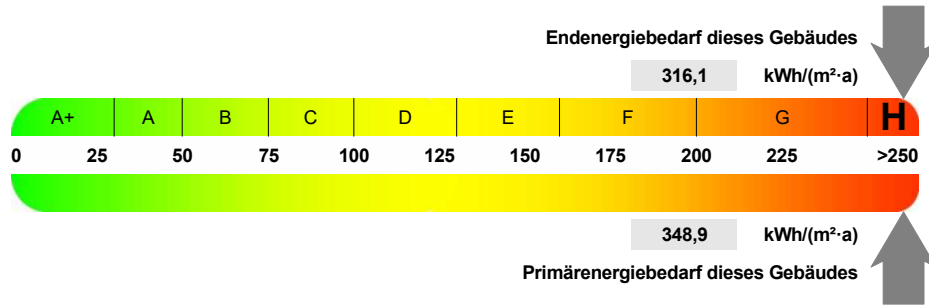 Endenergiebedarf dieses Gebäudes
316,1 kWh/(m²·a)
A+ A B C D E F G H
0 25 50 75 100 125 150 175 200 225 >250
348,9 kWh/(m²·a)
Primärenergiebedarf dieses Gebäudes